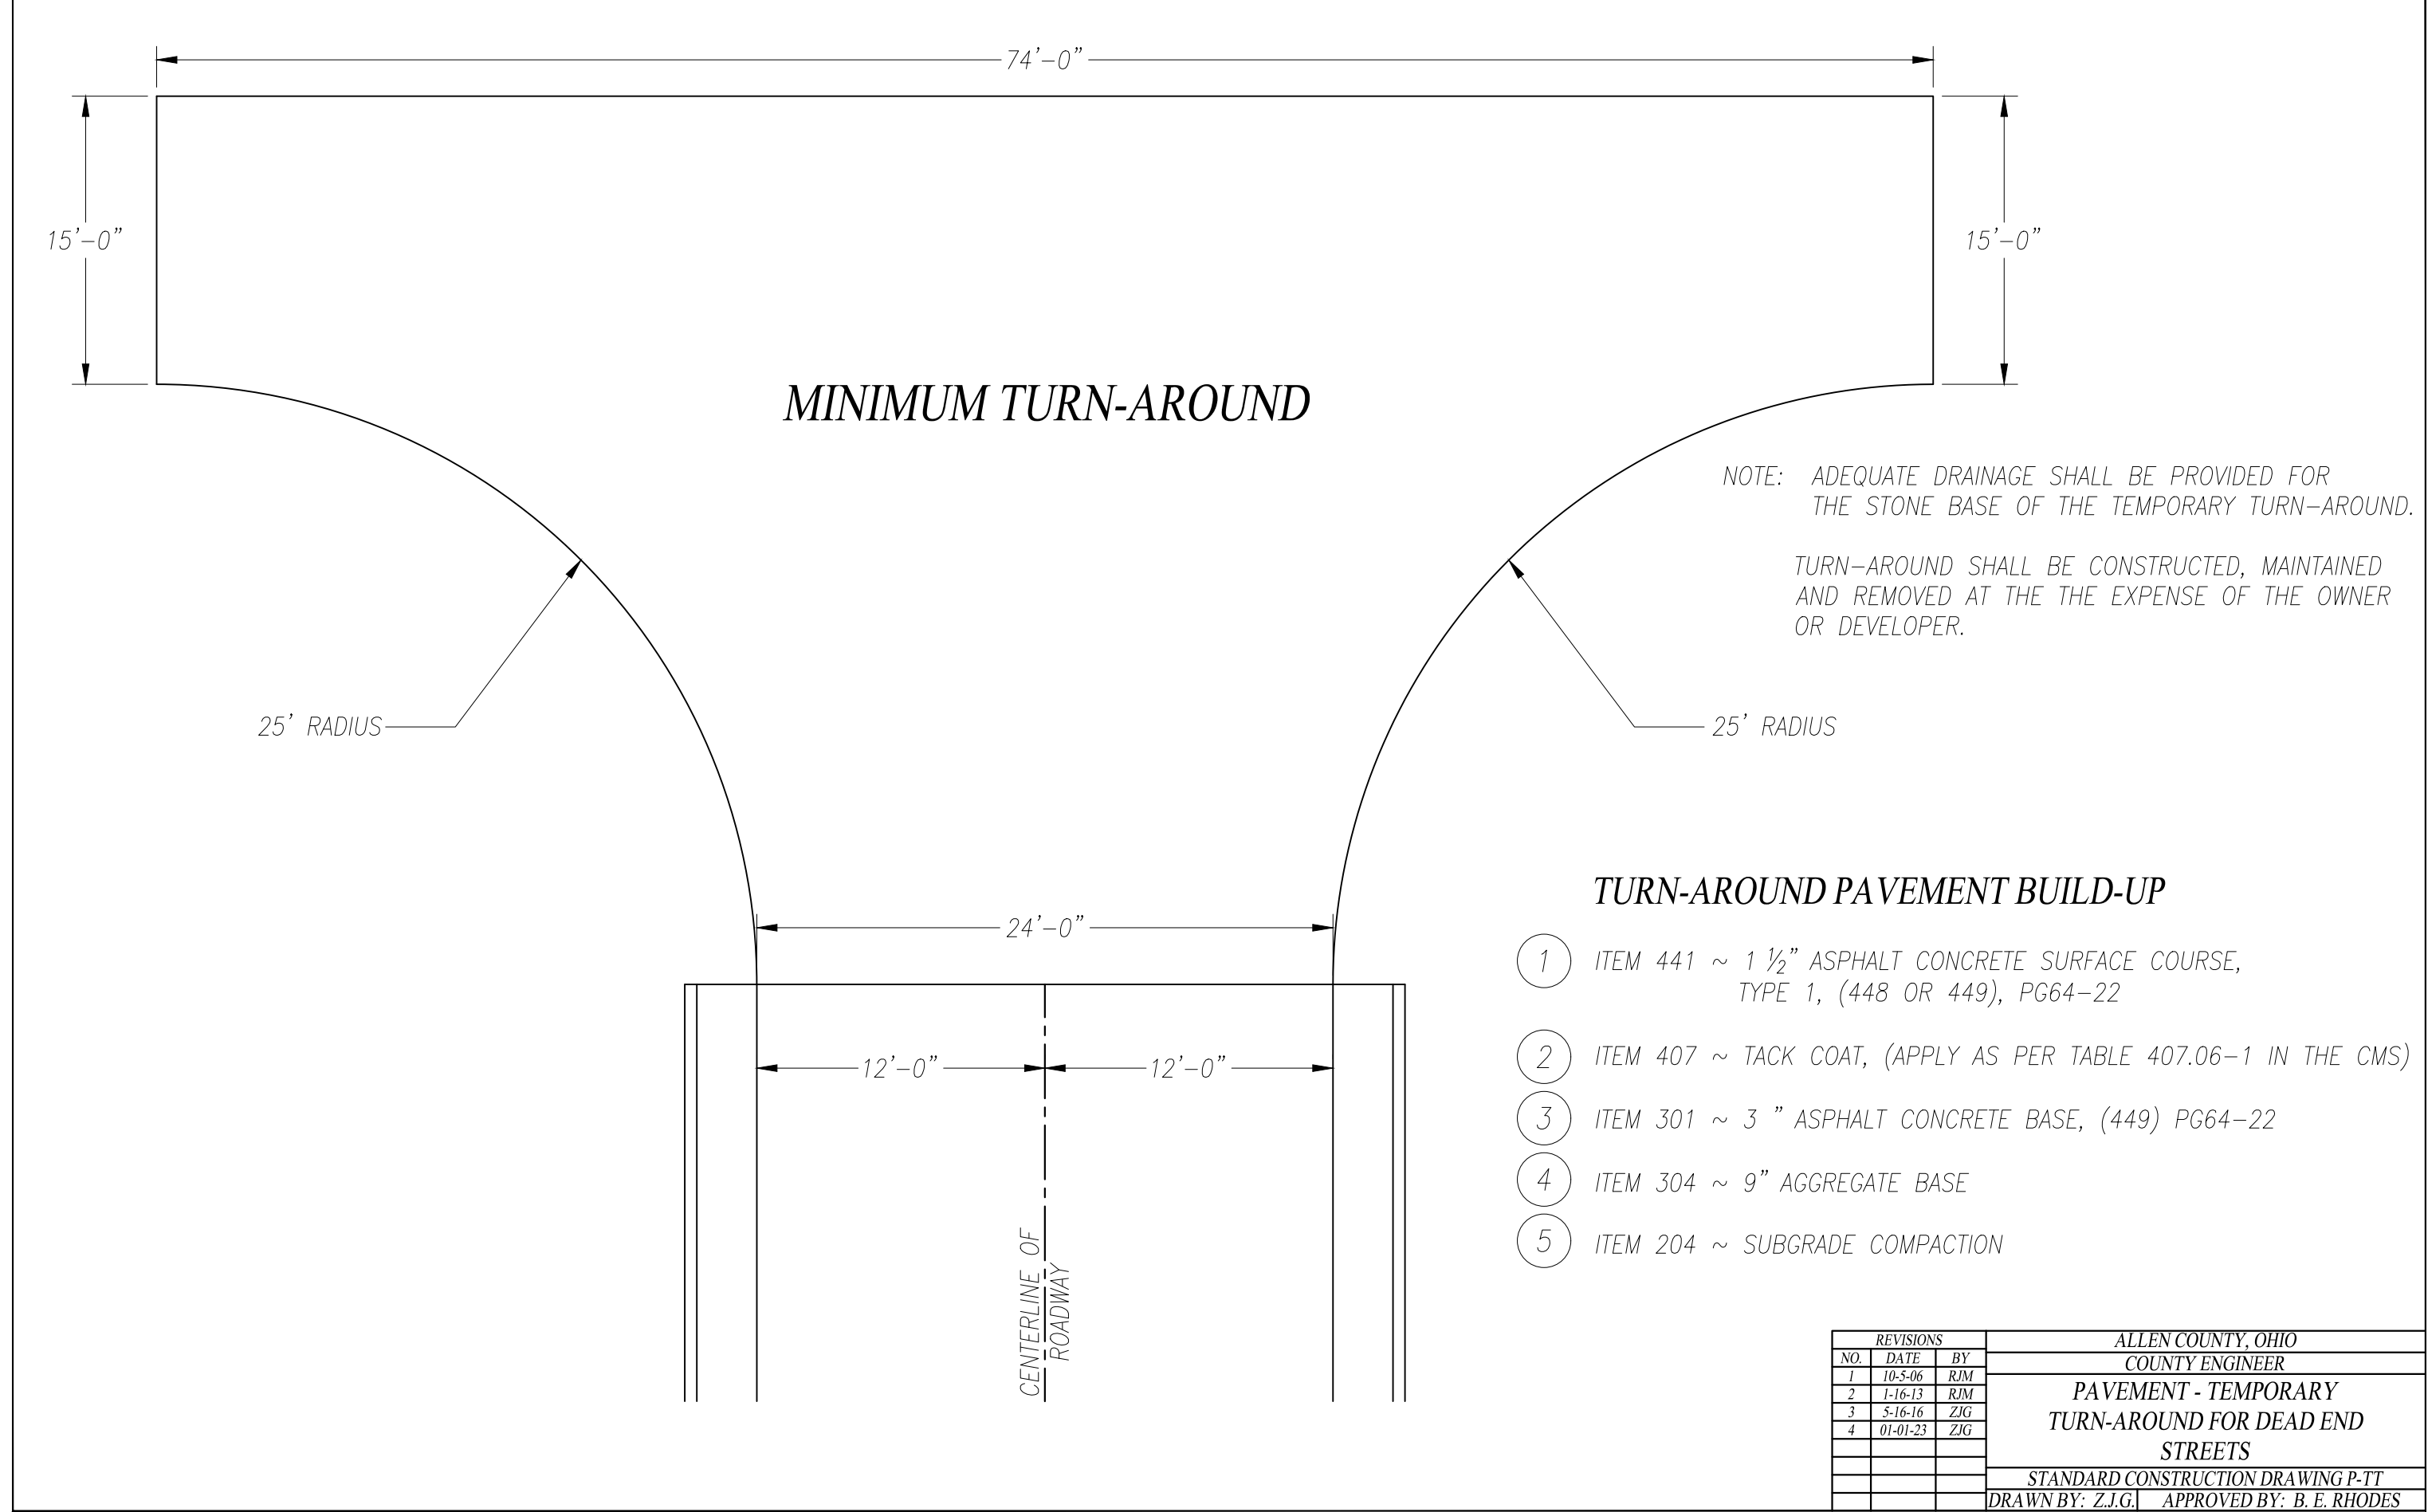 74'-0"
15'-0"
15'-0"
MINIMUM TURN-AROUND
NOTE: ADEQUATE DRAINAGE SHALL BE PROVIDED FOR
THE STONE BASE OF THE TEMPORARY TURN-AROUND.
TURN-AROUND SHALL BE CONSTRUCTED, MAINTAINED
AND REMOVED AT THE THE EXPENSE OF THE OWNER
OR DEVELOPER.
25' RADIUS
25' RADIUS
24'-0"
12'-0"
12'-0"
CENTERLINE OF
ROADWAY
TURN-AROUND PAVEMENT BUILD-UP
1 ITEM 441 ~ 1 ½" ASPHALT CONCRETE SURFACE COURSE,
TYPE 1, (448 OR 449), PG64-22
2 ITEM 407 ~ TACK COAT, (APPLY AS PER TABLE 407.06-1 IN THE CMS)
3 ITEM 301 ~ 3 " ASPHALT CONCRETE BASE, (449) PG64-22
4 ITEM 304 ~ 9" AGGREGATE BASE
5 ITEM 204 ~ SUBGRADE COMPACTION
REVISIONS
NO. DATE BY
1 10-5-06 RJM
2 1-16-13 RJM
3 5-16-16 ZJG
4 01-01-23 ZJG
ALLEN COUNTY, OHIO
COUNTY ENGINEER
PAVEMENT - TEMPORARY
TURN-AROUND FOR DEAD END
STREETS
STANDARD CONSTRUCTION DRAWING P-TT
DRAWN BY: Z.J.G. APPROVED BY: B. E. RHODES